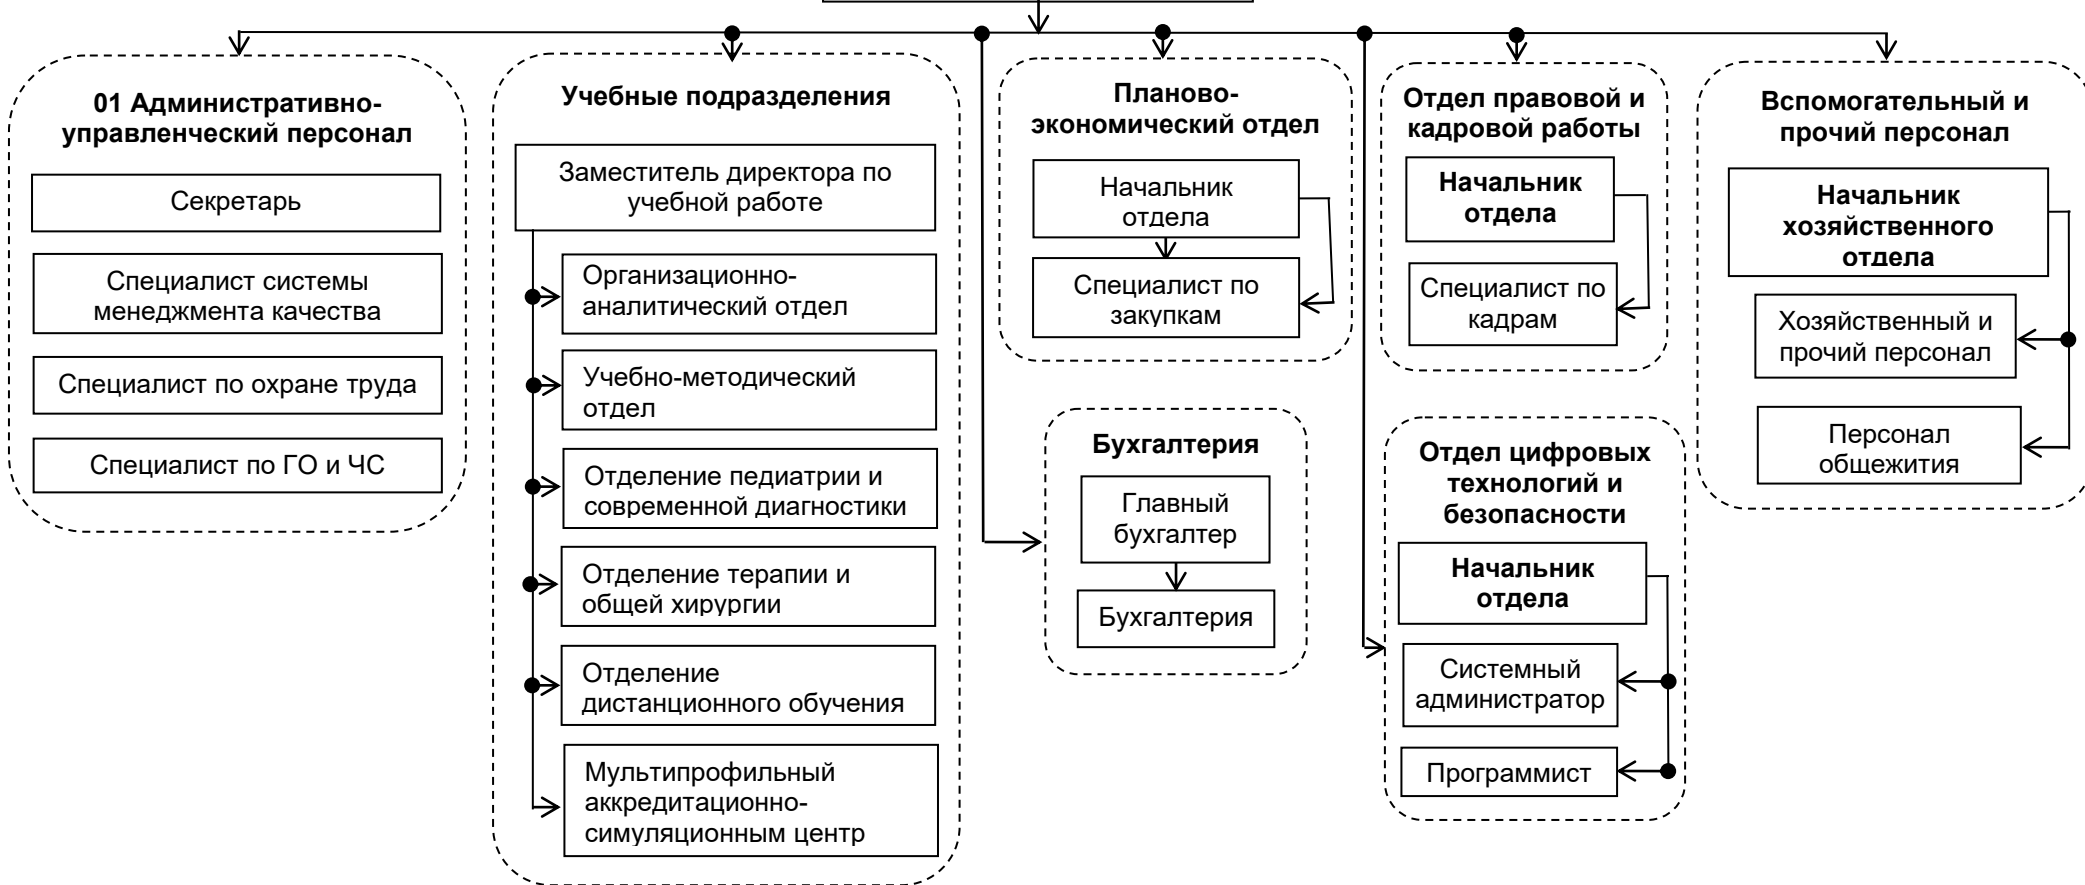 01 Административно-
управленческий персонал
Секретарь
Специалист системы
менеджмента качества
Специалист по охране труда
Специалист по ГО и ЧС
Учебные подразделения
Заместитель директора по
учебной работе
Организационно-
аналитический отдел
Учебно-методический
отдел
Отделение педиатрии и
современной диагностики
Отделение терапии и
общей хирургии
Отделение
дистанционного обучения
Мультипрофильный
аккредитационно-
симуляционным центр
Планово-
экономический отдел
Начальник
отдела
Специалист по
закупкам
Бухгалтерия
Главный
бухгалтер
Бухгалтерия
Отдел правовой и
кадровой работы
Начальник
отдела
Специалист по
кадрам
Отдел цифровых
технологий и
безопасности
Начальник
отдела
Системный
администратор
Программист
Вспомогательный и
прочий персонал
Начальник
хозяйственного
отдела
Хозяйственный и
прочий персонал
Персонал
общежития